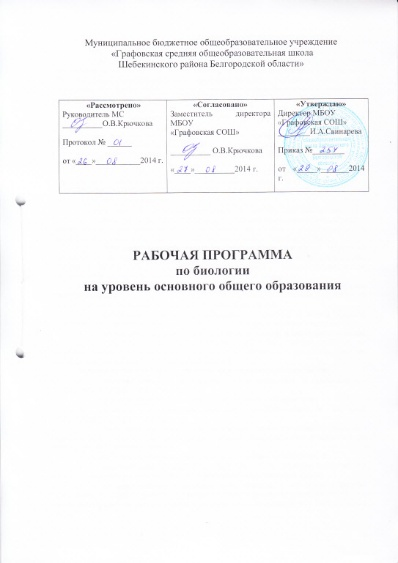 Муниципальное бюджетное общеобразовательное учреждение
«Графовская средняя общеобразовательная школа
Шебекинского района Белгородской области»
«Рассмотрено»
Руководитель МС
О.В.Крючкова
Протокол № 01
от «26» 08 2014 г.
«Согласовано»
Заместитель директора
МБОУ
«Графовская СОШ»
О.В.Крючкова
«27» 08 2014 г.
«Утверждаю»
Директор МБОУ
«Графовская СОШ»
И.А.Свинарева
Приказ №
от «29» 08 2014
г.
РАБОЧАЯ ПРОГРАММА
по биологии
на уровень основного общего образования